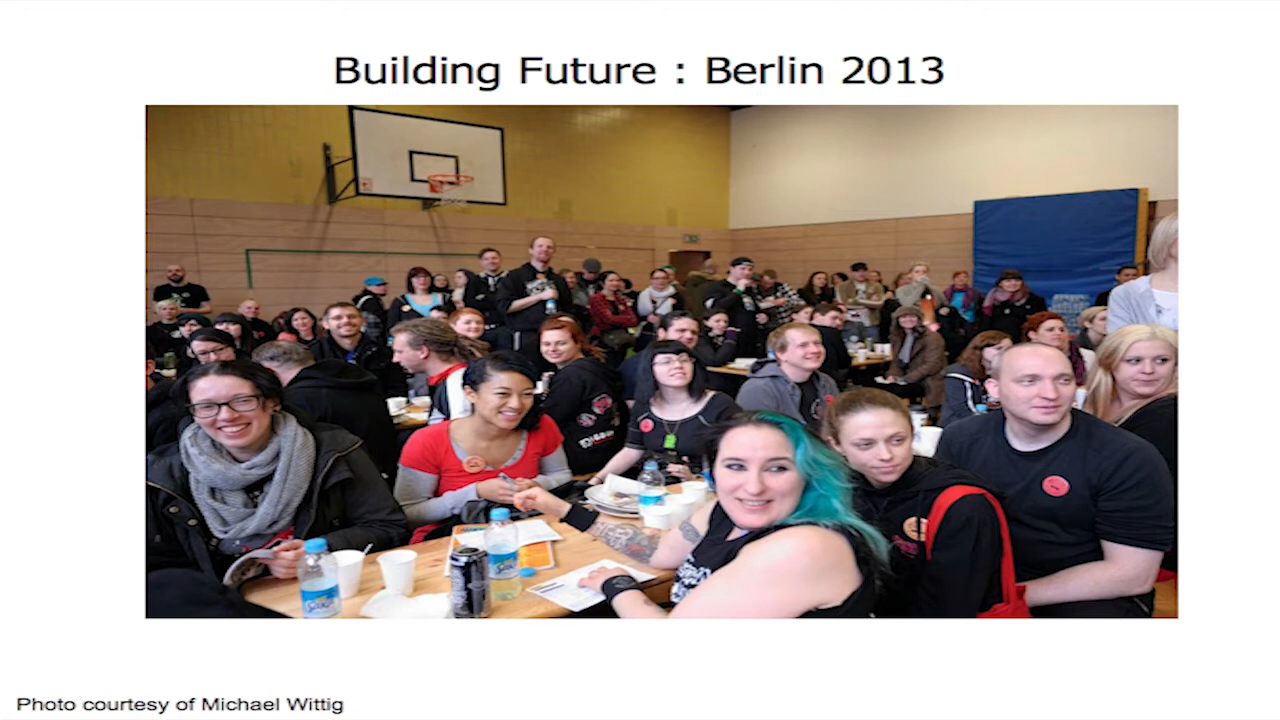 Building Future : Berlin 2013
Photo courtesy of Michael Wittig